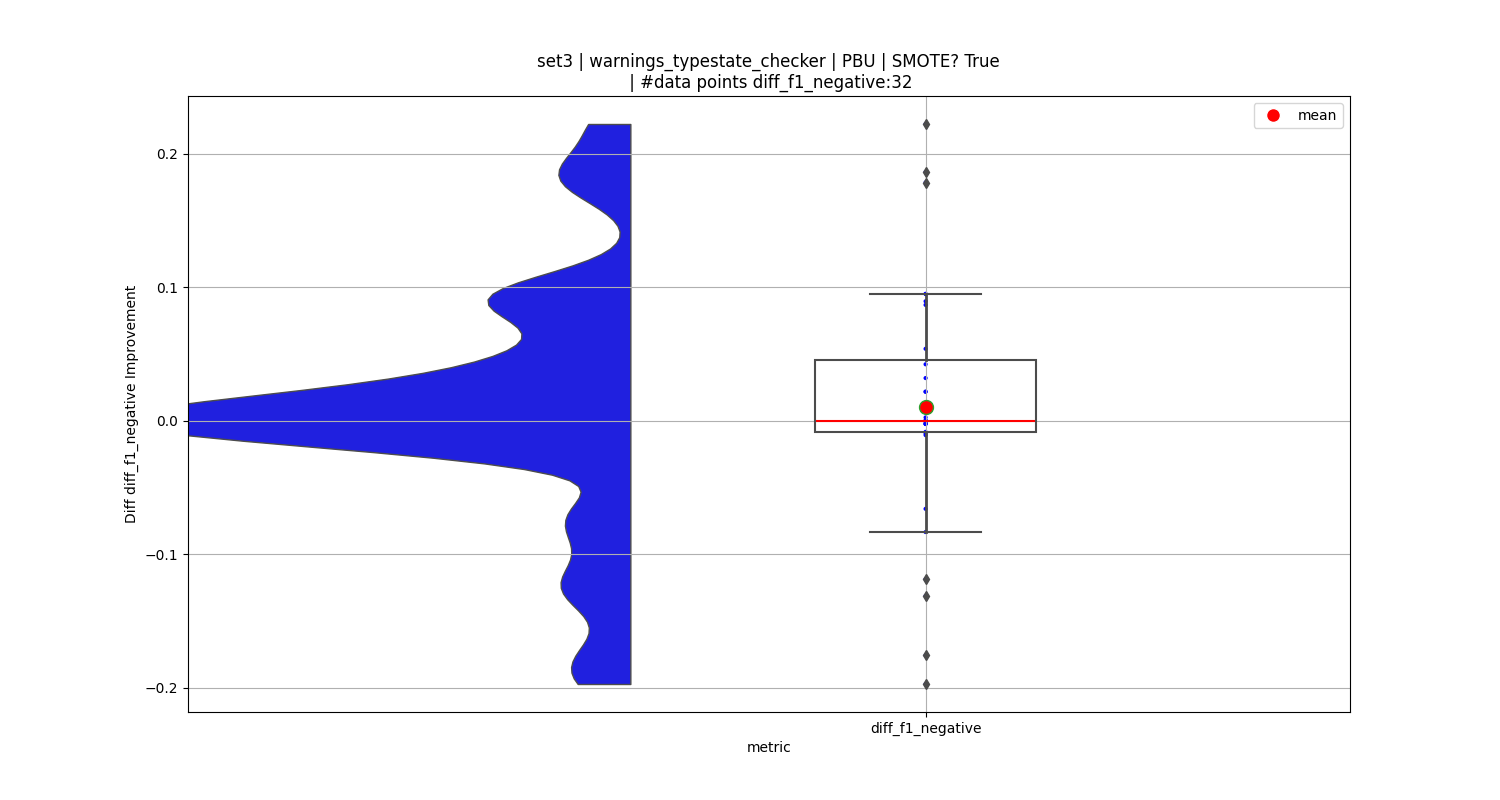 set3 | warnings_typestate_checker | PBU | SMOTE? True
| #data points diff_f1_negative:32
mean
0.2
0.1
0.0
−0.1
−0.2
Diff diff_f1_negative Improvement
diff_f1_negative
metric